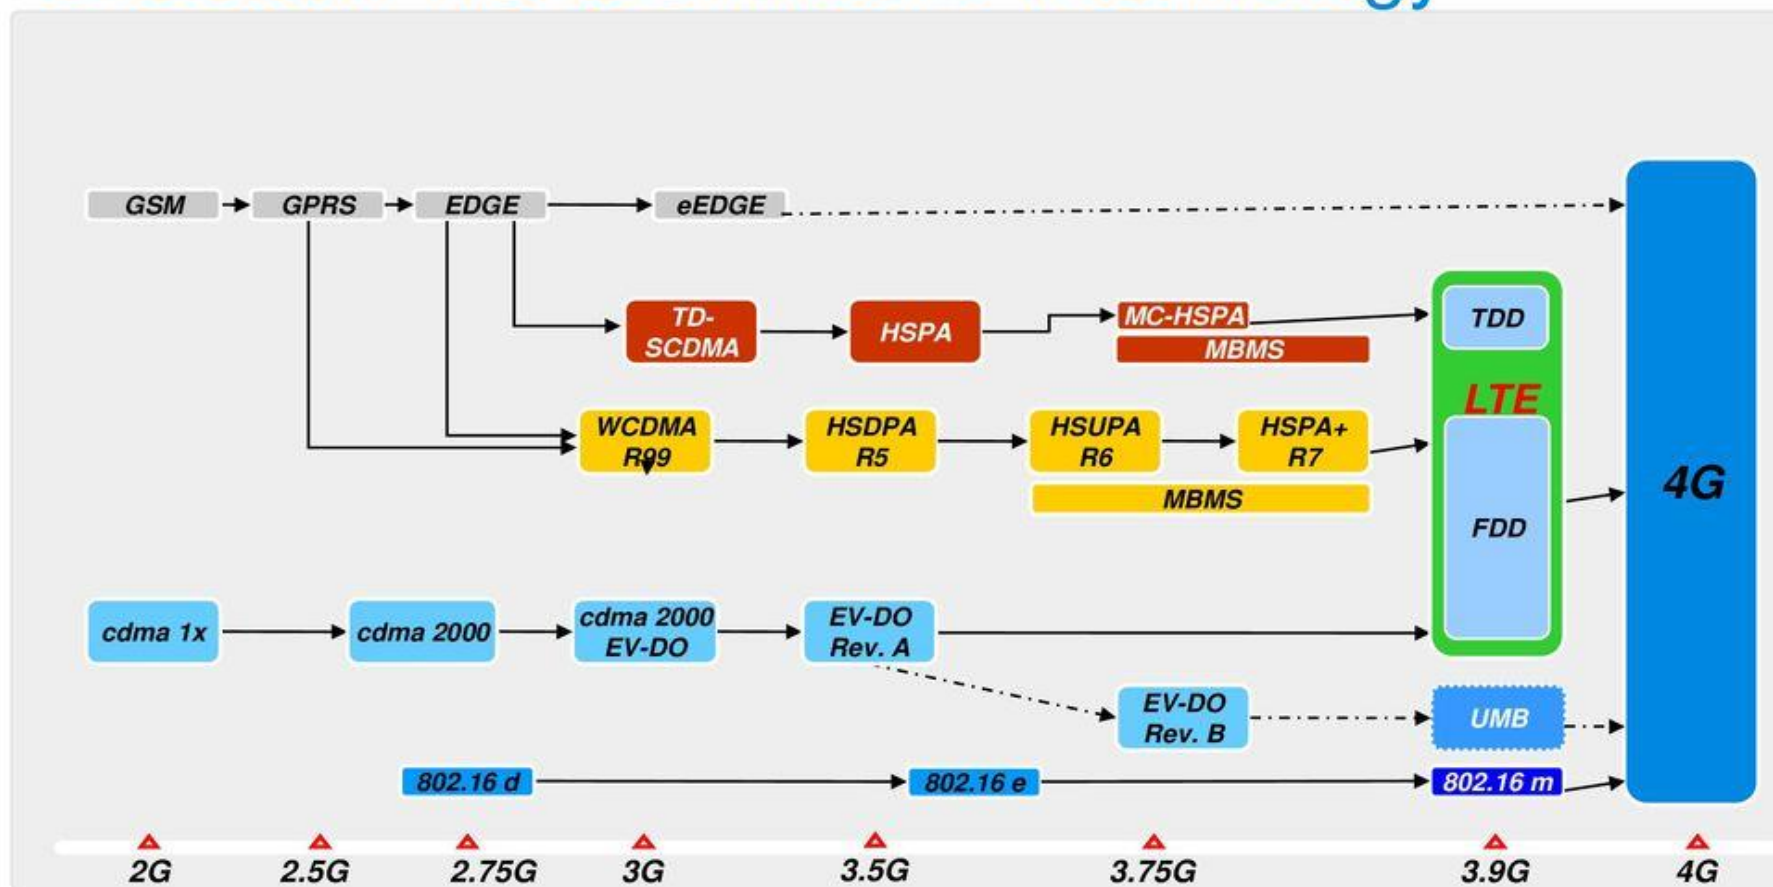 GSM
GPRS
EDGE
eEDGE
TD-
SCDMA
HSPA
MC-HSPA
MBMS
TDD
LTE
WCDMA
R99
HSDPA
R5
HSUPA
R6
HSPA+
R7
MBMS
FDD
4G
cdma 1x
cdma 2000
cdma 2000
EV-DO
EV-DO
Rev. A
EV-DO
Rev. B
UMB
802.16 d
802.16 e
802.16 m
2G
2.5G
2.75G
3G
3.5G
3.75G
3.9G
4G